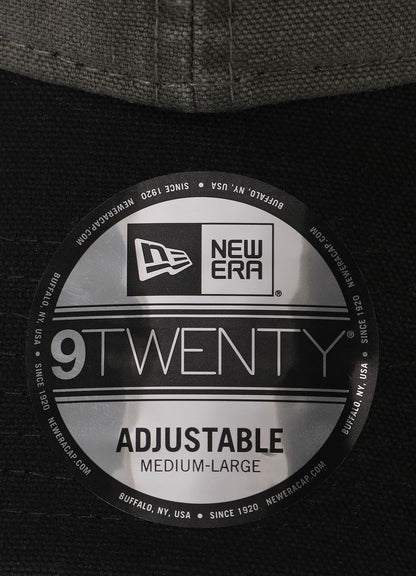 NEW
ERA
®
9TWENTY®
ADJUSTABLE
MEDIUM-LARGE
BUFFALO, NY, USA • SINCE 1920 NEWERACAP.COM BUFFALO, NY, USA • SINCE 1920 NEWERACAP.COM BUFFALO, NY, USA • SINCE 1920 NEWERACAP.COM BUFFALO, NY, USA • SINCE 1920 NEWERACAP.COM